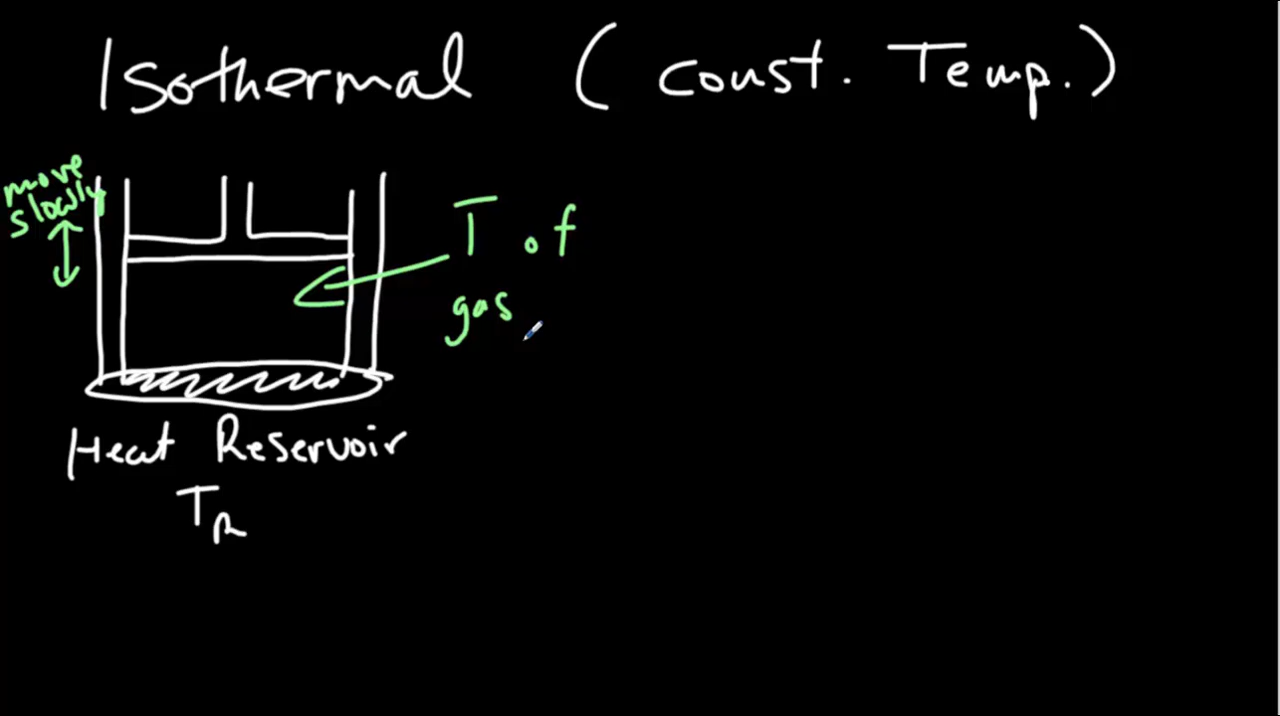 Isothermal (const. Temp.)
move
slowly
T of
gas
Heat Reservoir
TR